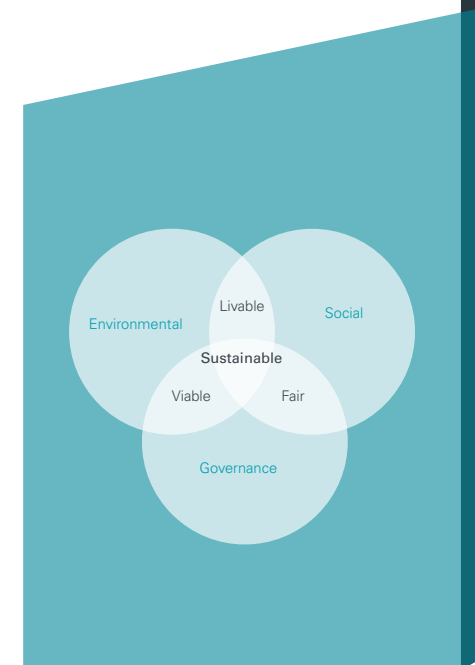 Livable
Social
Environmental
Sustainable
Viable
Fair
Governance